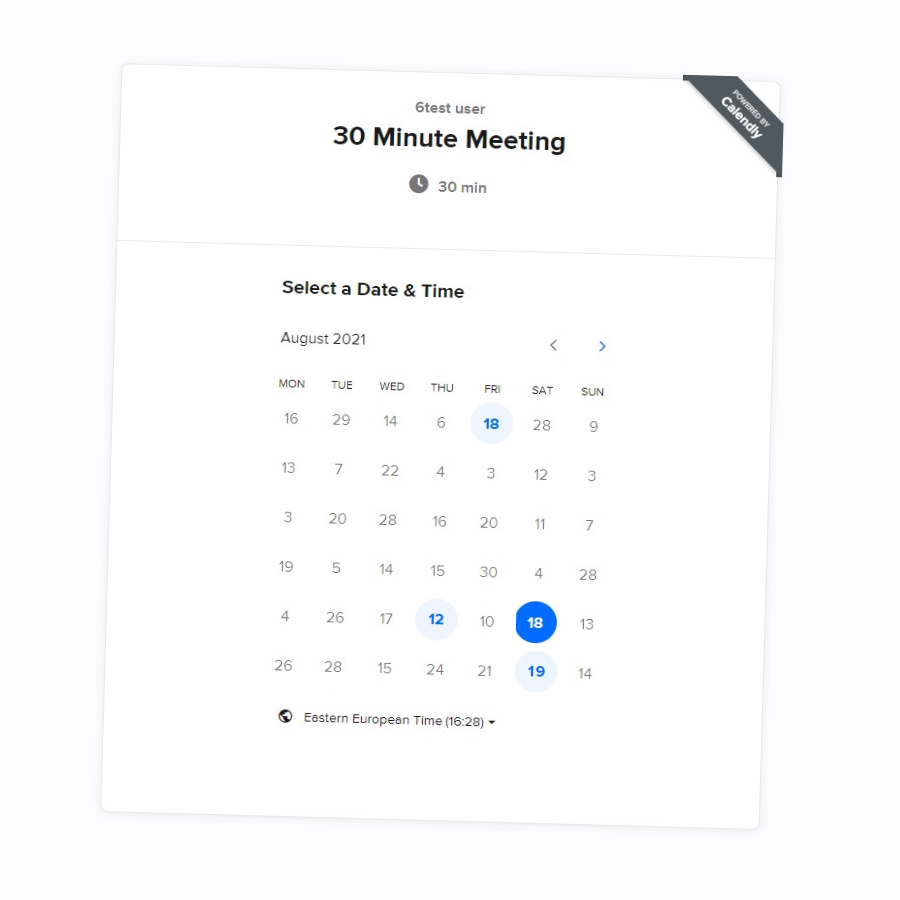 POWERED BY
Calendly
6test user
30 Minute Meeting
30 min
Select a Date & Time
August 2021
MON TUE WED THU FRI SAT SUN
16 29 14 6 18 28 9
13 7 22 4 3 12 3
3 20 28 16 20 11 7
19 5 14 15 30 4 28
4 26 17 12 10 18 13
26 28 15 24 21 19 14
Eastern European Time (16:28)